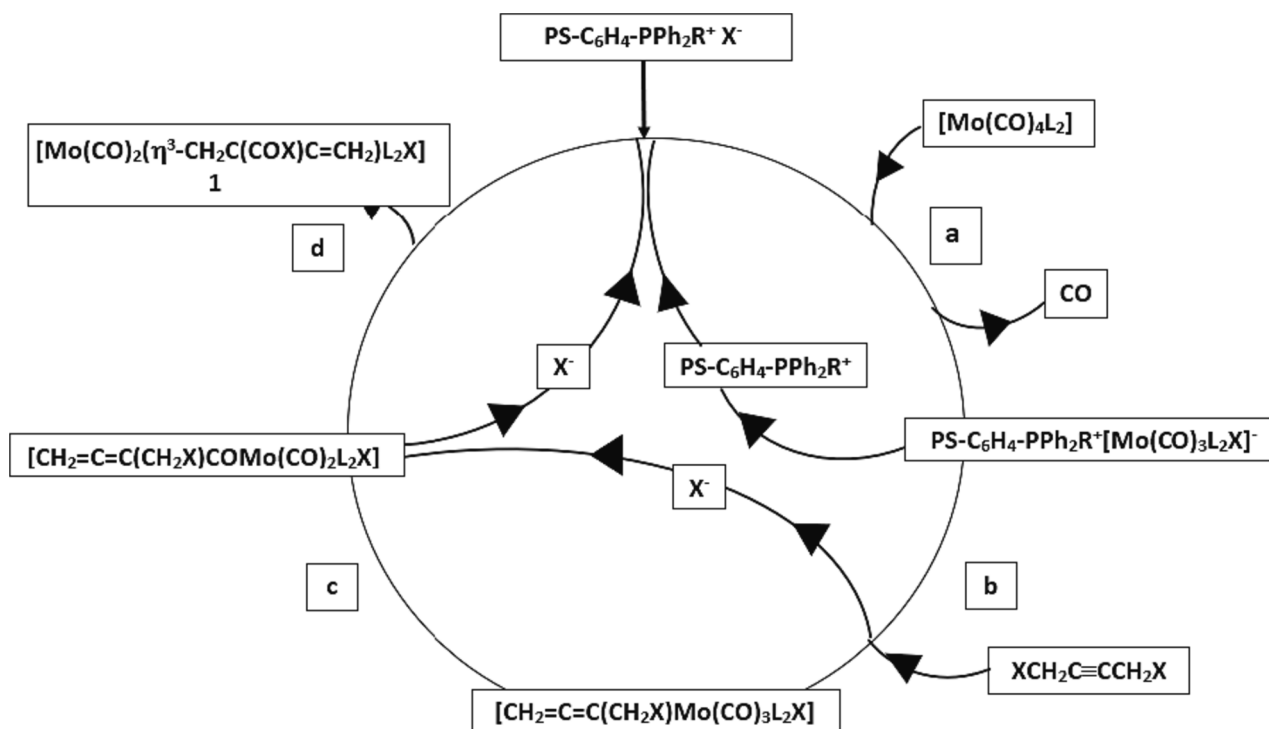 PS-C₆H₄-PPh₂R⁺ X⁻
[Mo(CO)₄L₂]
[Mo(CO)₂(η³-CH₂C(COX)C=CH₂)L₂X]
1
d
a
CO
X⁻
PS-C₆H₄-PPh₂R⁺
[CH₂=C=C(CH₂X)COMo(CO)₂L₂X]
PS-C₆H₄-PPh₂R⁺[Mo(CO)₃L₂X]⁻
X⁻
c
b
XCH₂C≡CCH₂X
[CH₂=C=C(CH₂X)Mo(CO)₃L₂X]